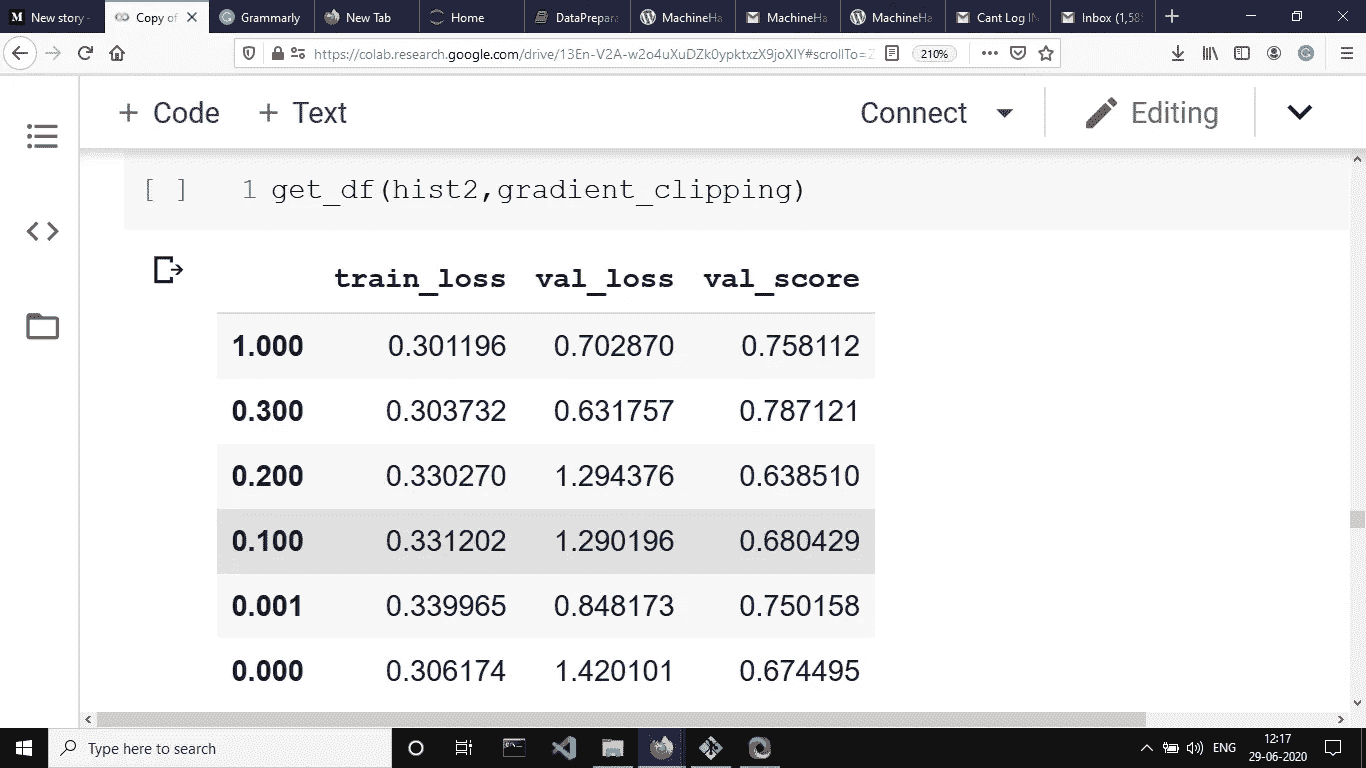 New story - Copy of Grammarly New Tab Home DataPrepara MachineHa MachineHa MachineHa Cant Log IN Inbox (1,58
https://colab.research.google.com/drive/13En-V2A-w2o4uXuDZk0ypktxzX9joXIY#scrollTo=Z 210%
+ Code + Text Connect Editing
[ ] 1 get_df(hist2,gradient_clipping)
train_loss val_loss val_score
1.000 0.301196 0.702870 0.758112
0.300 0.303732 0.631757 0.787121
0.200 0.330270 1.294376 0.638510
0.100 0.331202 1.290196 0.680429
0.001 0.339965 0.848173 0.750158
0.000 0.306174 1.420101 0.674495
Type here to search ENG 12:17
29-06-2020